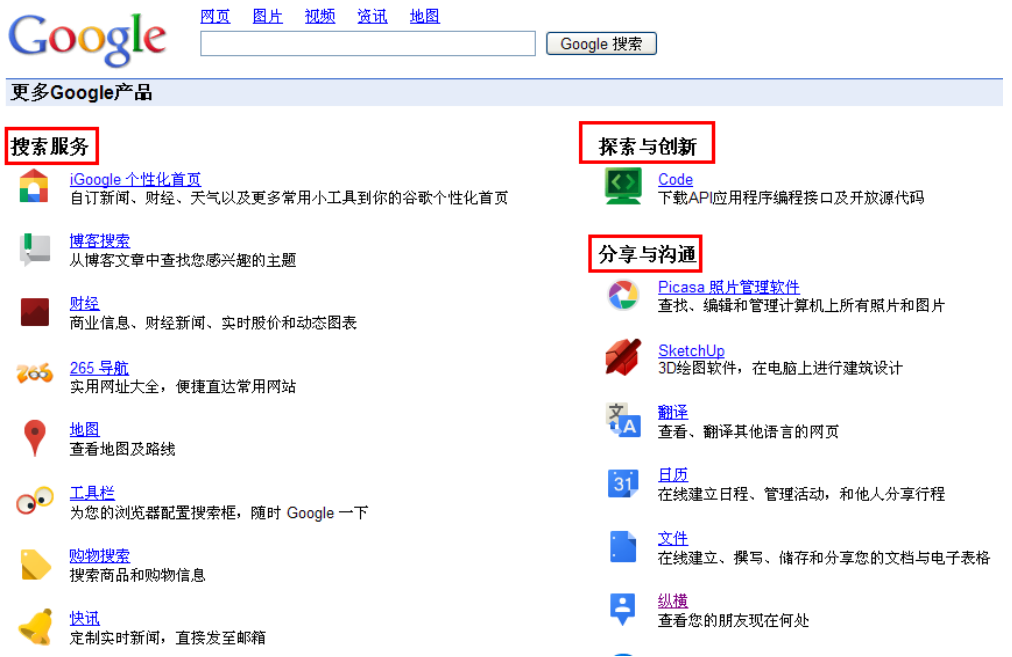 Google
网页 图片 视频 资讯 地图
Google 搜索
更多Google产品
搜索服务
iGoogle 个性化首页
自订新闻、财经、天气以及更多常用小工具到你的谷歌个性化首页
博客搜索
从博客文章中查找您感兴趣的主题
财经
商业信息、财经新闻、实时股价和动态图表
265
265 导航
实用网址大全，便捷直达常用网站
地图
查看地图及路线
工具栏
为您的浏览器配置搜索框，随时 Google 一下
购物搜索
搜索商品和购物信息
快讯
定制实时新闻，直接发至邮箱
探索与创新
Code
下载API应用程序编程接口及开放源代码
分享与沟通
Picasa 照片管理软件
查找、编辑和管理计算机上所有照片和图片
SketchUp
3D绘图软件，在电脑上进行建筑设计
文A
翻译
查看、翻译其他语言的网页
31
日历
在线建立日程、管理活动，和他人分享行程
文件
在线建立、撰写、储存和分享您的文档与电子表格
纵横
查看您的朋友现在何处